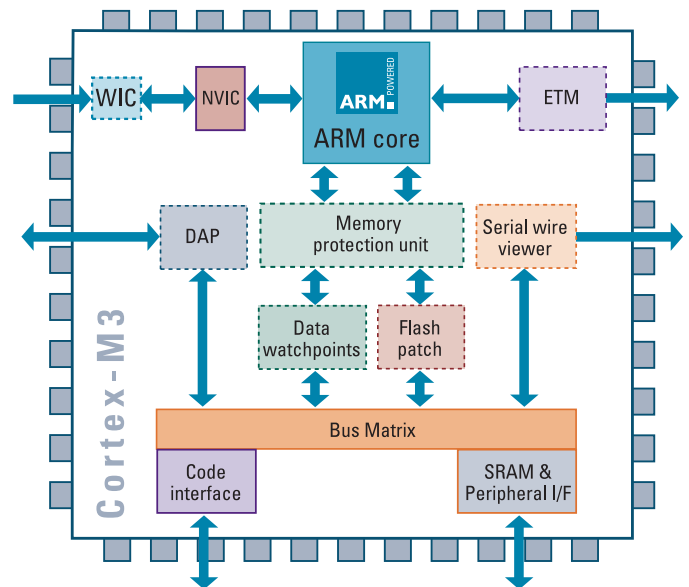 WIC
NVIC
ARM
POWERED
ARM core
ETM
DAP
Memory
protection unit
Serial wire
viewer
Data
watchpoints
Flash
patch
Cortex-M3
Bus Matrix
Code
interface
SRAM &
Peripheral I/F